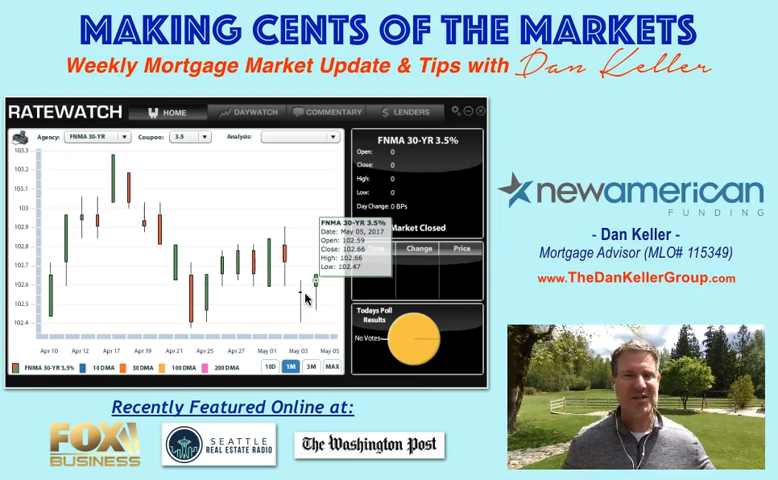 MAKING CENTS OF THE MARKETS
Weekly Mortgage Market Update & Tips with Dan Keller
RATEWATCH
HOME
DAYWATCH
COMMENTARY
LENDERS
Agency: FNMA 30-YR
Coupon: 3.5
Analysis:
103.3
103.2
103.1
103.0
102.9
102.8
102.7
102.6
102.5
102.4
Apr 10 Apr 12 Apr 17 Apr 19 Apr 21 Apr 25 Apr 27 May 01 May 03 May 05
FNMA 30-YR 3.5%
Date: May 05, 2017
Open: 102.59
Close: 102.66
High: 102.66
Low: 102.47
FNMA 30-YR 3.5% 10 DMA 30 DMA 100 DMA 200 DMA
10D 1M 3M MAX
FNMA 30-YR 3.5%
Open: 0
Close: 0
High: 0
Low: 0
Day Change: 0 BPs
Market Closed
Time Change Price
Todays Poll
Results
No Votes
newamerican
FUNDING
- Dan Keller -
Mortgage Advisor (MLO# 115349)
www.TheDanKellerGroup.com
Recently Featured Online at:
FOX
BUSINESS
SEATTLE
REAL ESTATE RADIO
The Washington Post